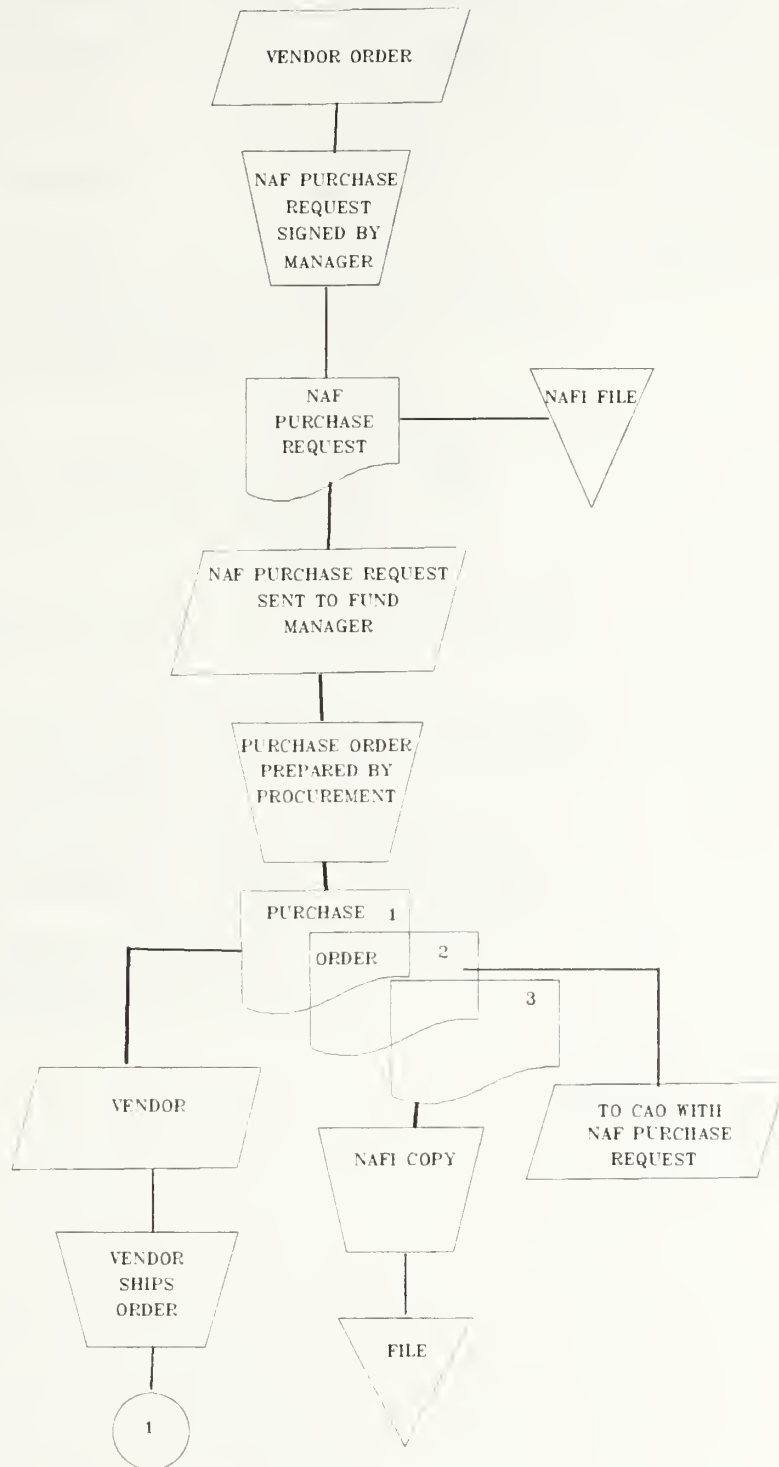 VENDOR ORDER
NAF PURCHASE
REQUEST
SIGNED BY
MANAGER
NAF
PURCHASE
REQUEST
NAFI FILE
NAF PURCHASE REQUEST
SENT TO FUND
MANAGER
PURCHASE ORDER
PREPARED BY
PROCUREMENT
PURCHASE 1
ORDER 2
3
VENDOR
NAFI COPY
TO CAO WITH
NAF PURCHASE
REQUEST
VENDOR
SHIPS
ORDER
FILE
1